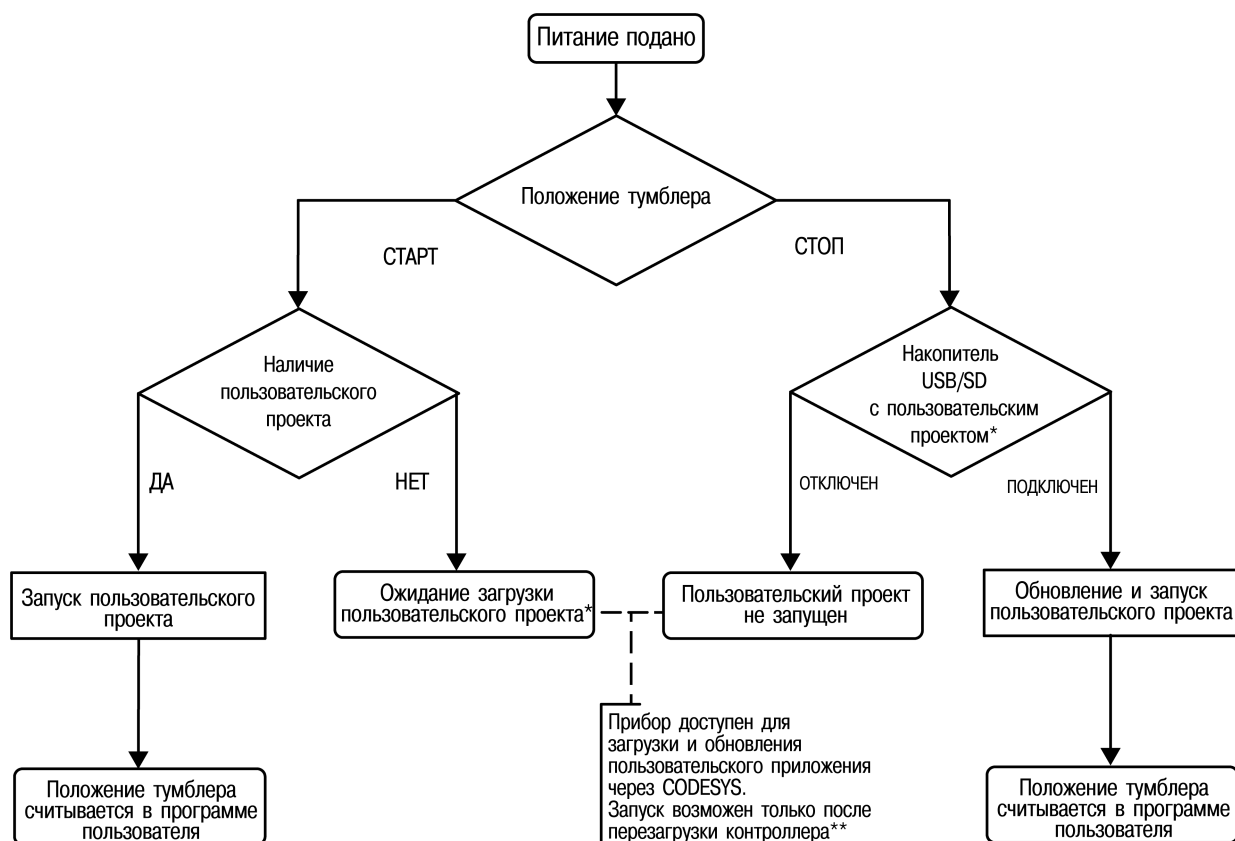 Питание подано
Положение тумблера
СТАРТ
СТОП
Наличие
пользовательского
проекта
Накопитель
USB/SD
с пользовательским
проектом*
ДА
НЕТ
ОТКЛЮЧЕН
ПОДКЛЮЧЕН
Запуск пользовательского
проекта
Ожидание загрузки
пользовательского проекта*
Пользовательский проект
не запущен
Обновление и запуск
пользовательского проекта
Прибор доступен для
загрузки и обновления
пользовательского приложения
через CODESYS.
Запуск возможен только после
перезагрузки контроллера**
Положение тумблера
считывается в программе
пользователя
Положение тумблера
считывается в программе
пользователя